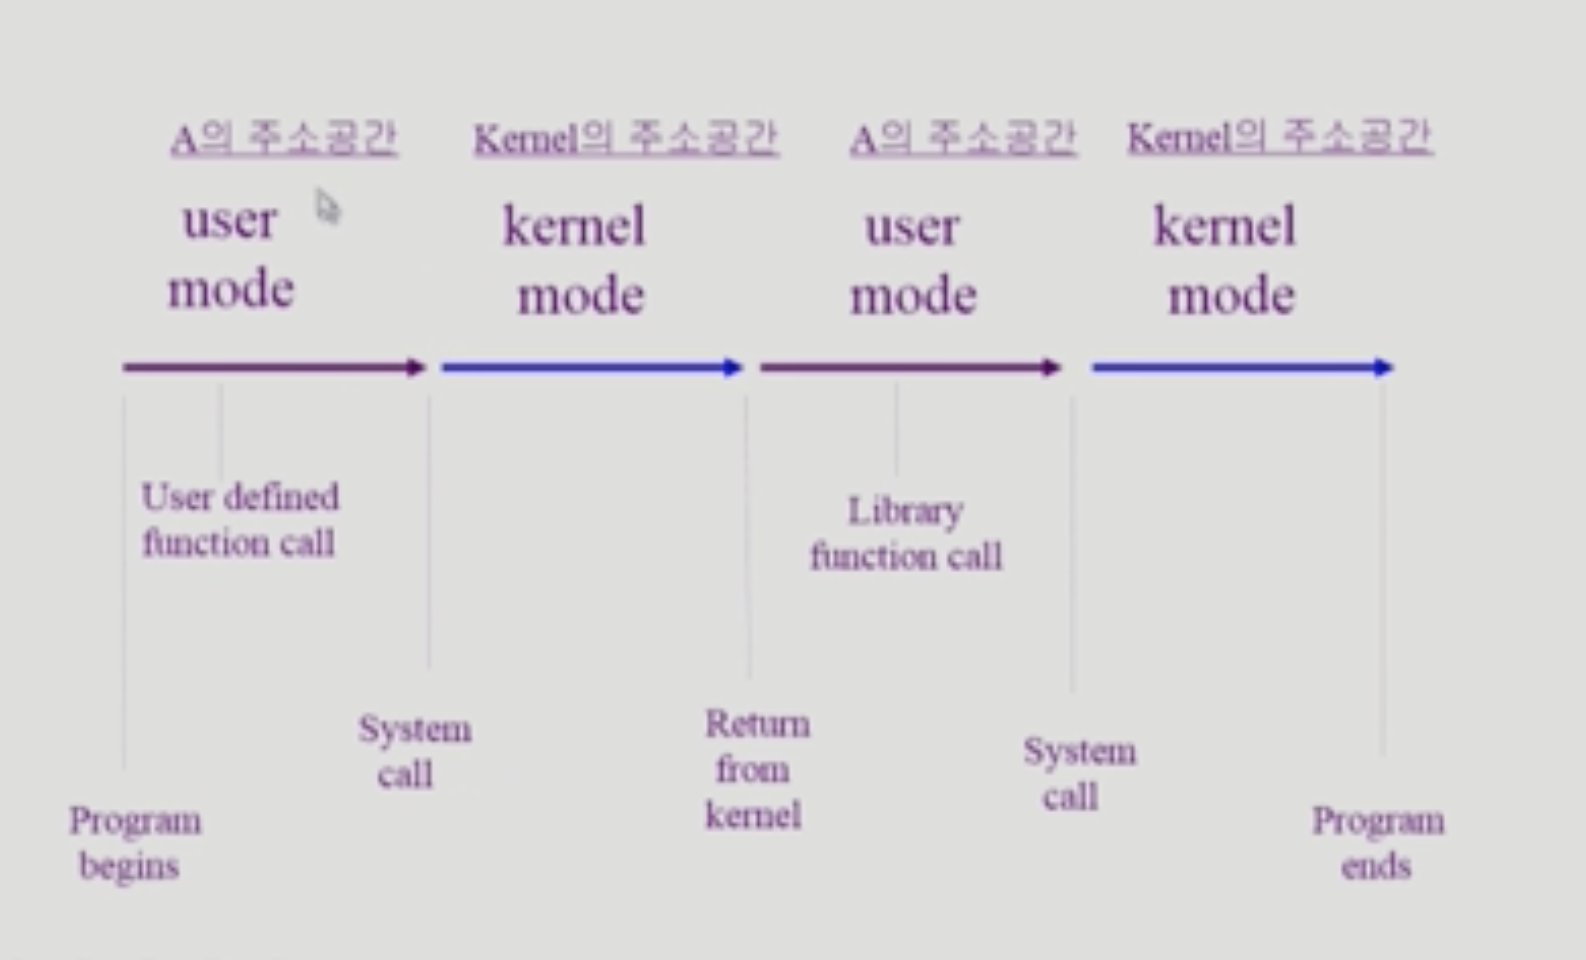 A의 주소공간
Kernel의 주소공간
A의 주소공간
Kernel의 주소공간
user
mode
kernel
mode
user
mode
kernel
mode
User defined
function call
Library
function call
System
call
Return
from
kernel
System
call
Program
begins
Program
ends